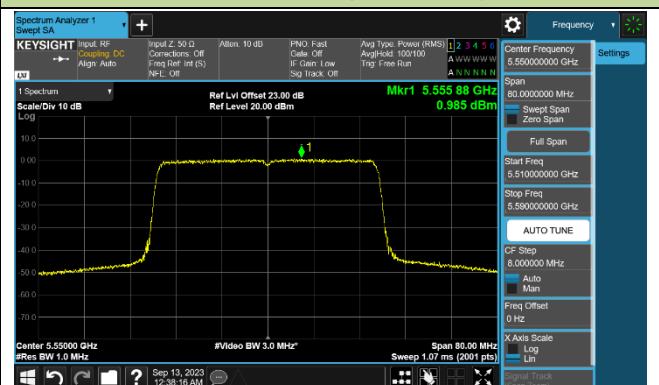 Spectrum Analyzer 1
Swept SA
Frequency
KEYSIGHT
Input: RF
Coupling: DC
Align: Auto
Input Z: 50 Ω
Corrections: Off
Freq Ref: Int (S)
NFE: Off
Atten: 10 dB
PNO: Fast
Gate: Off
IF Gain: Low
Sig Track: Off
Avg Type: Power (RMS)
Avg|Hold: 100/100
Trig: Free Run
1 2 3 4 5 6
A W W W W W
A N N N N N
LXI
1 Spectrum
Scale/Div 10 dB
Log
Ref Lvl Offset 23.00 dB
Ref Level 20.00 dBm
Mkr1 5.555 88 GHz
0.985 dBm
1
10.0
0.00
-10.0
-20.0
-30.0
-40.0
-50.0
-60.0
-70.0
Center 5.55000 GHz
#Res BW 1.0 MHz
#Video BW 3.0 MHz*
Span 80.00 MHz
Sweep 1.07 ms (2001 pts)
Sep 13, 2023
12:38:16 AM
Center Frequency
5.550000000 GHz
Span
80.0000000 MHz
Swept Span
Zero Span
Full Span
Start Freq
5.510000000 GHz
Stop Freq
5.590000000 GHz
AUTO TUNE
CF Step
8.000000 MHz
Auto
Man
Freq Offset
0 Hz
X Axis Scale
Log
Lin
Signal Track
Settings